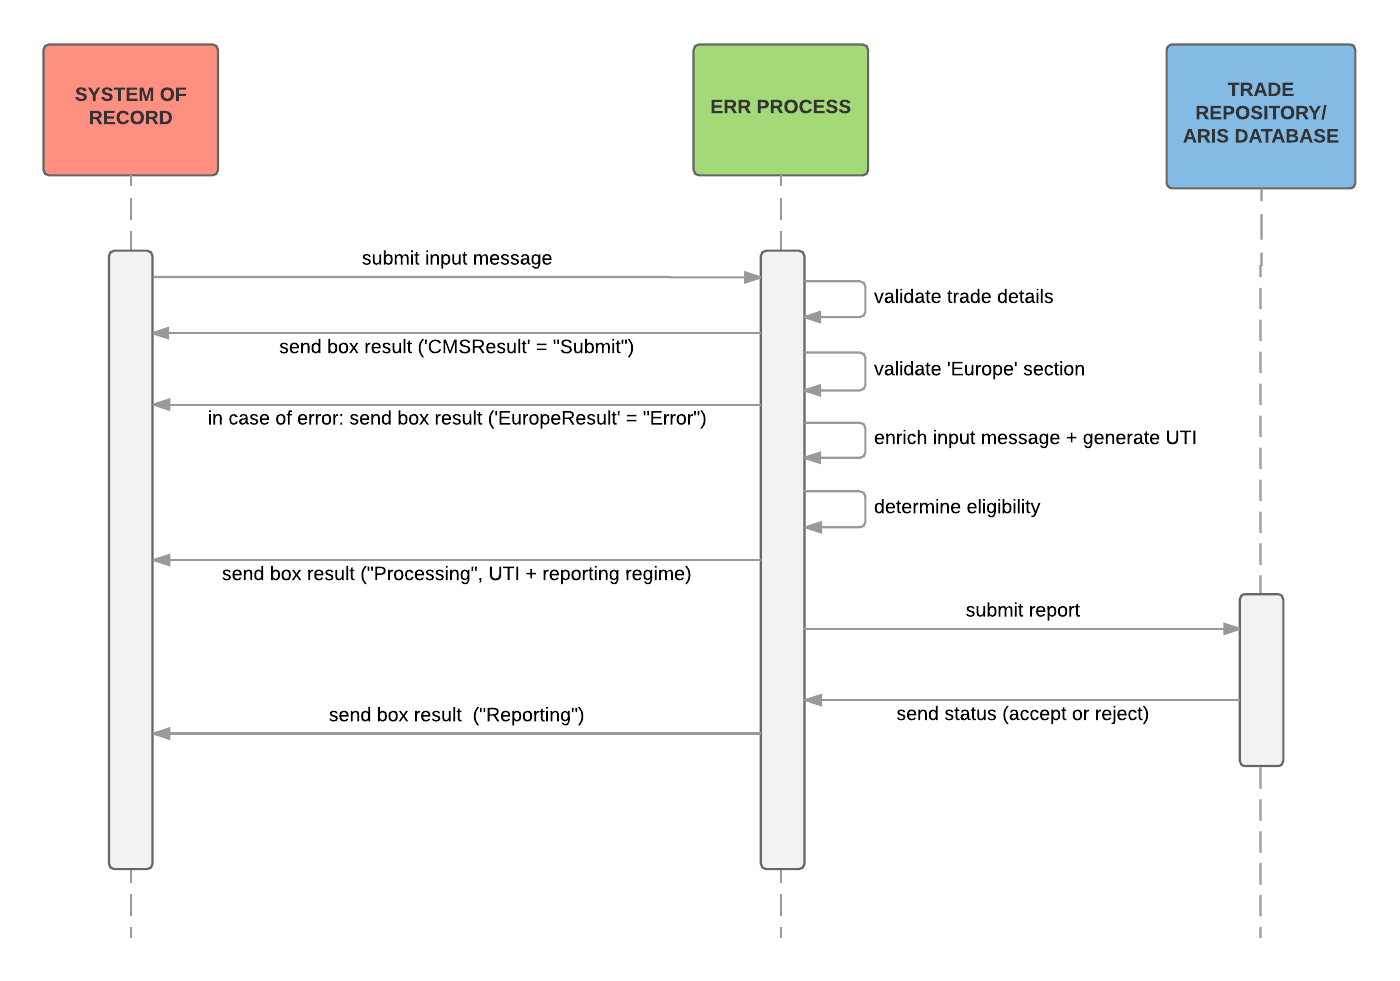 SYSTEM OF
RECORD
ERR PROCESS
TRADE
REPOSITORY/
ARIS DATABASE
submit input message
validate trade details
send box result ('CMSResult' = "Submit")
validate 'Europe' section
in case of error: send box result ('EuropeResult' = "Error")
enrich input message + generate UTI
determine eligibility
send box result ("Processing", UTI + reporting regime)
submit report
send status (accept or reject)
send box result  ("Reporting")